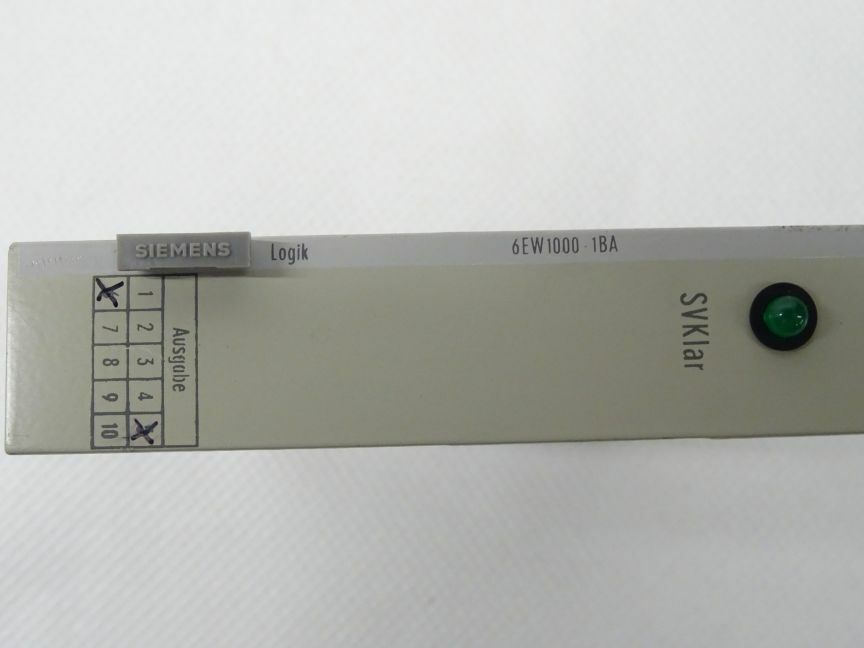 SIEMENS
Logik
6EW1000-1BA
SVKlar
Ausgabe
1 2 3 4
7 8 9 10